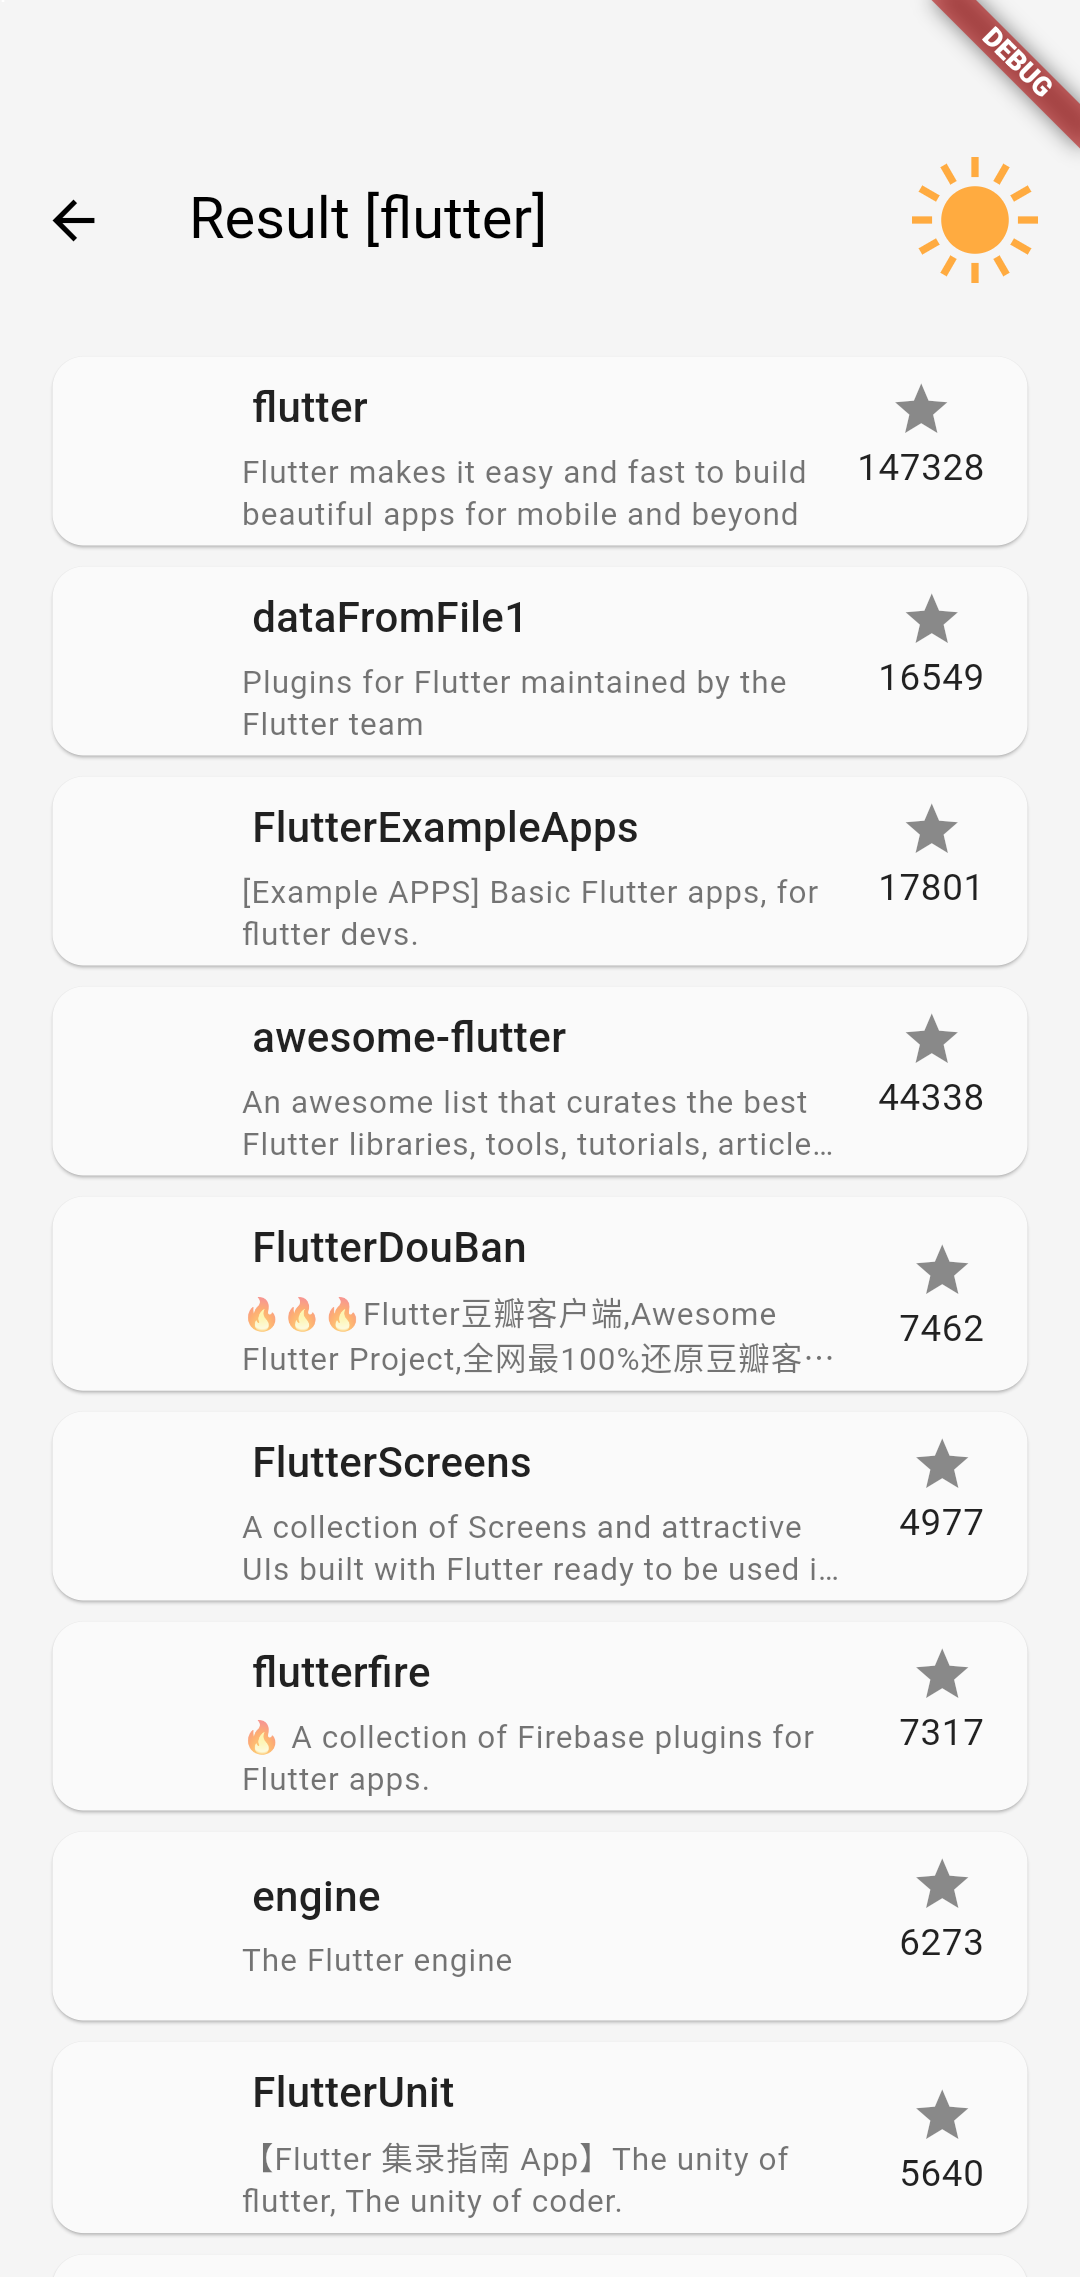 DEBUG
Result [flutter]
flutter
147328
Flutter makes it easy and fast to build
beautiful apps for mobile and beyond
dataFromFile1
16549
Plugins for Flutter maintained by the
Flutter team
FlutterExampleApps
17801
[Example APPS] Basic Flutter apps, for
flutter devs.
awesome-flutter
44338
An awesome list that curates the best
Flutter libraries, tools, tutorials, article…
FlutterDouBan
7462
🔥🔥🔥Flutter豆瓣客户端,Awesome
Flutter Project,全网最100%还原豆瓣客…
FlutterScreens
4977
A collection of Screens and attractive
UIs built with Flutter ready to be used i…
flutterfire
7317
🔥 A collection of Firebase plugins for
Flutter apps.
engine
6273
The Flutter engine
FlutterUnit
5640
【Flutter 集录指南 App】The unity of
flutter, The unity of coder.